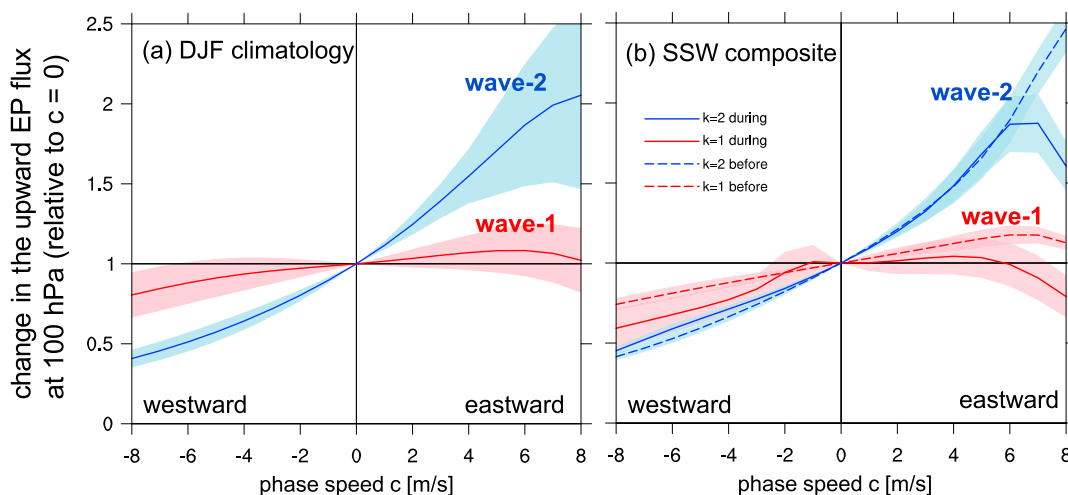 change in the upward EP flux
at 100 hPa (relative to c = 0)
(a) DJF climatology
wave-2
wave-1
westward
eastward
2.5
2
1.5
1
0.5
0
-8 -6 -4 -2 0 2 4 6 8
phase speed c [m/s]
(b) SSW composite
wave-2
k=2 during
k=1 during
k=2 before
k=1 before
wave-1
westward
eastward
-8 -6 -4 -2 0 2 4 6 8
phase speed c [m/s]